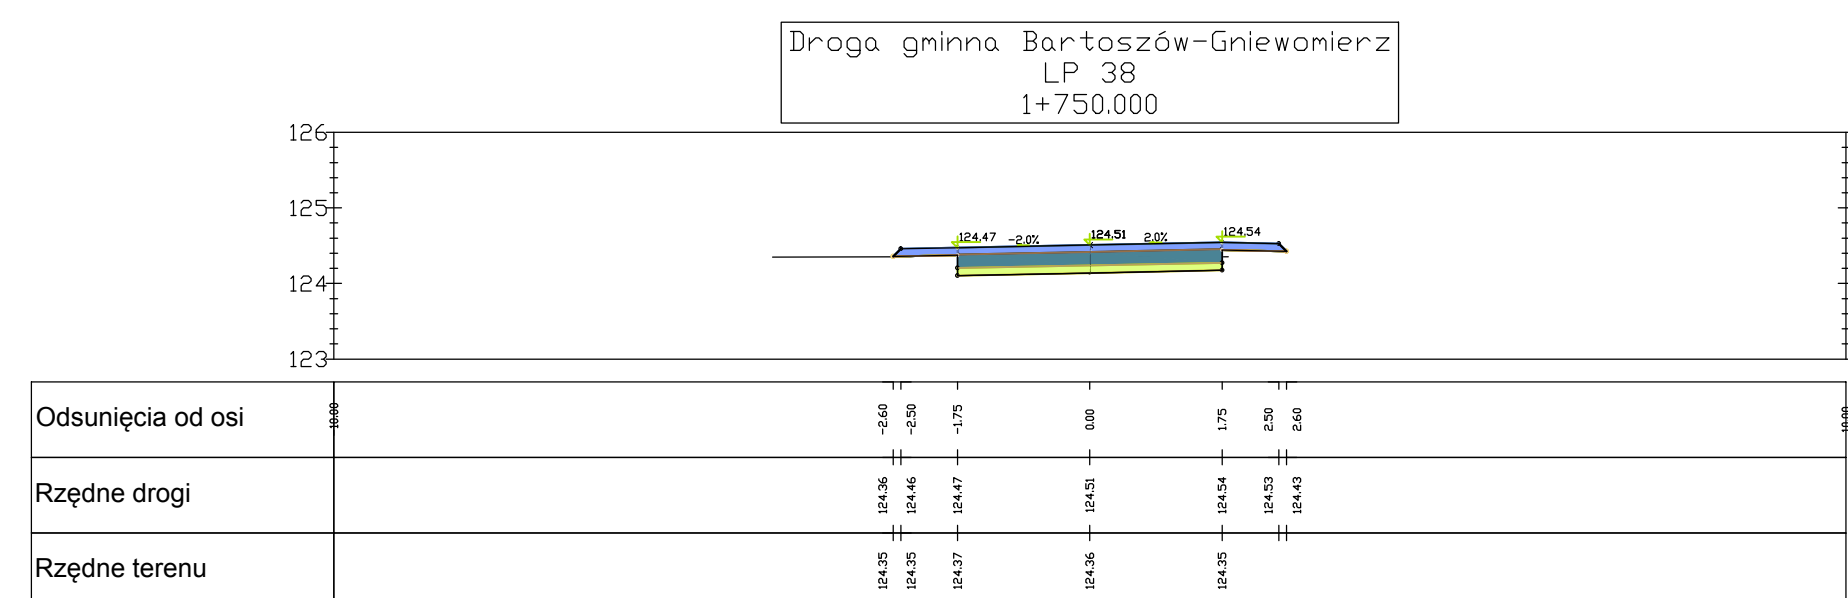 Droga gminna Bartoszów-Gniewomierz
LP 38
1+750.000
126
125
124
123
124.47 -2.0% 124.51 2.0% 124.54
Odsunięcia od osi
-2.60 -2.50 -1.75 0.00 1.75 2.50 2.60
Rzędne drogi
124.36 124.46 124.47 124.51 124.54 124.53 124.43
Rzędne terenu
124.35 124.35 124.37 124.36 124.35